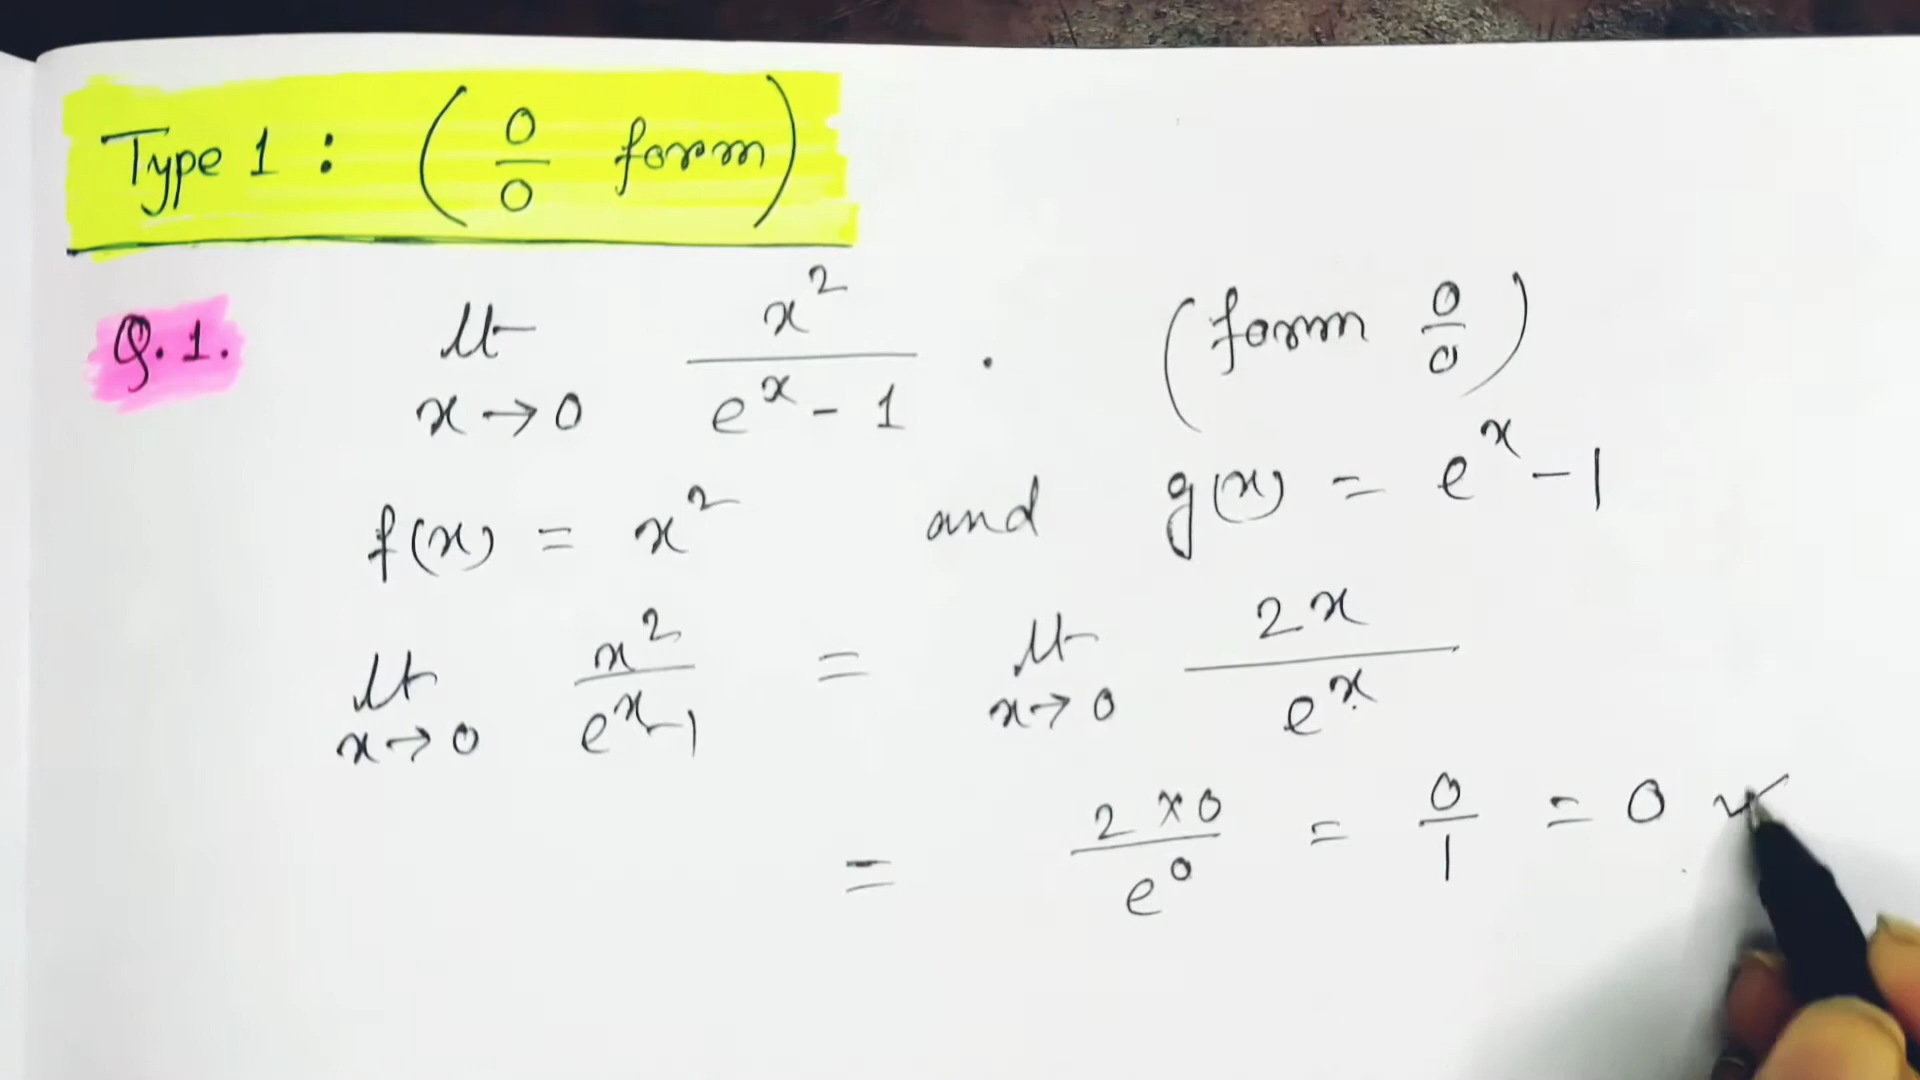 Type 1 : ( 0/0 form )
Q.1. lt x→0 x²/(eˣ - 1) . (form 0/0)
f(x) = x² and g(x) = eˣ - 1
lt x→0 x²/(eˣ-1) = lt x→0 2x/eˣ
= (2×0)/e⁰ = 0/1 = 0 ✓